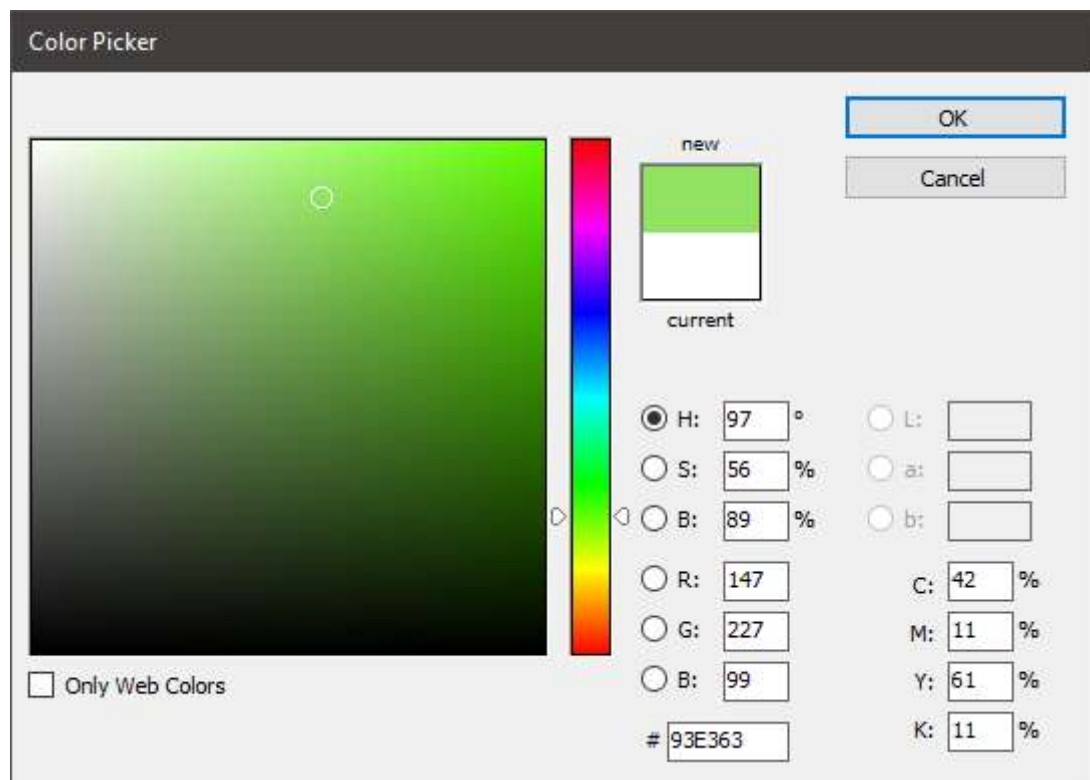 Color Picker
OK
new
Cancel
current
H: 97 ° L:
S: 56 % a:
B: 89 % b:
R: 147 C: 42 %
G: 227 M: 11 %
B: 99 Y: 61 %
Only Web Colors
# 93E363 K: 11 %